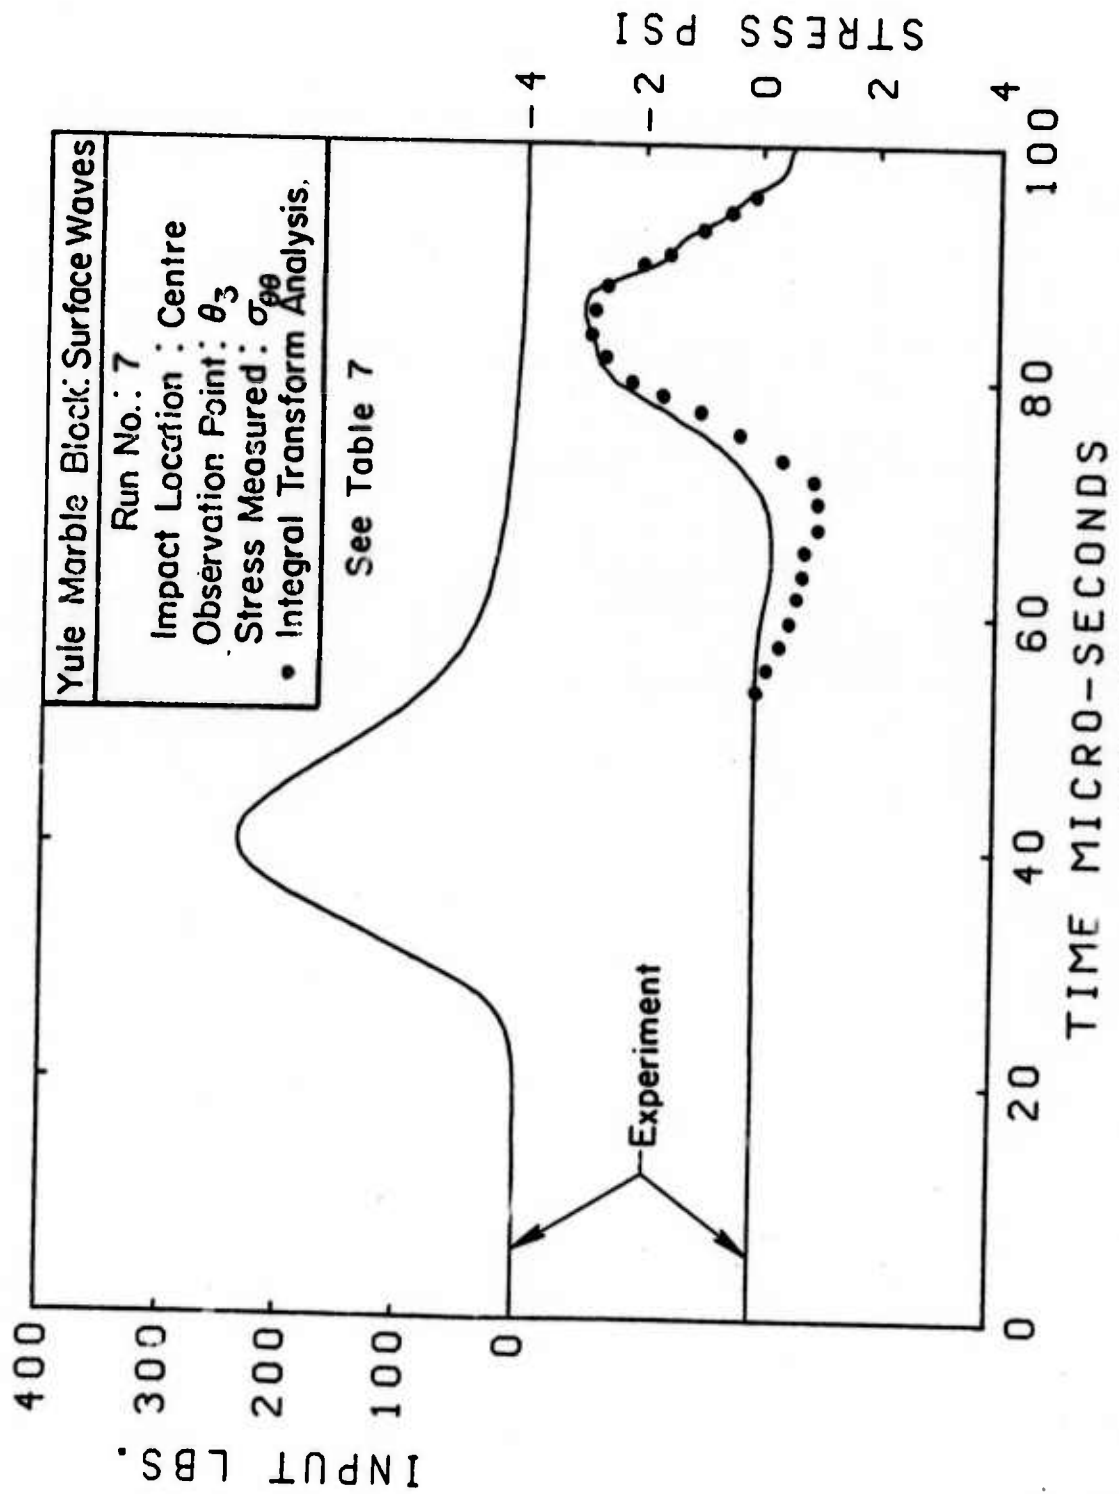 Yule Marble Block: Surface Waves
Run No.: 7
Impact Location : Centre
Observation Point: θ3
Stress Measured: σθθ
• Integral Transform Analysis.
See Table 7
Experiment
INPUT LBS.
400
300
200
100
0
STRESS PSI
-4
-2
0
2
4
0
20
40
60
80
100
TIME MICRO-SECONDS